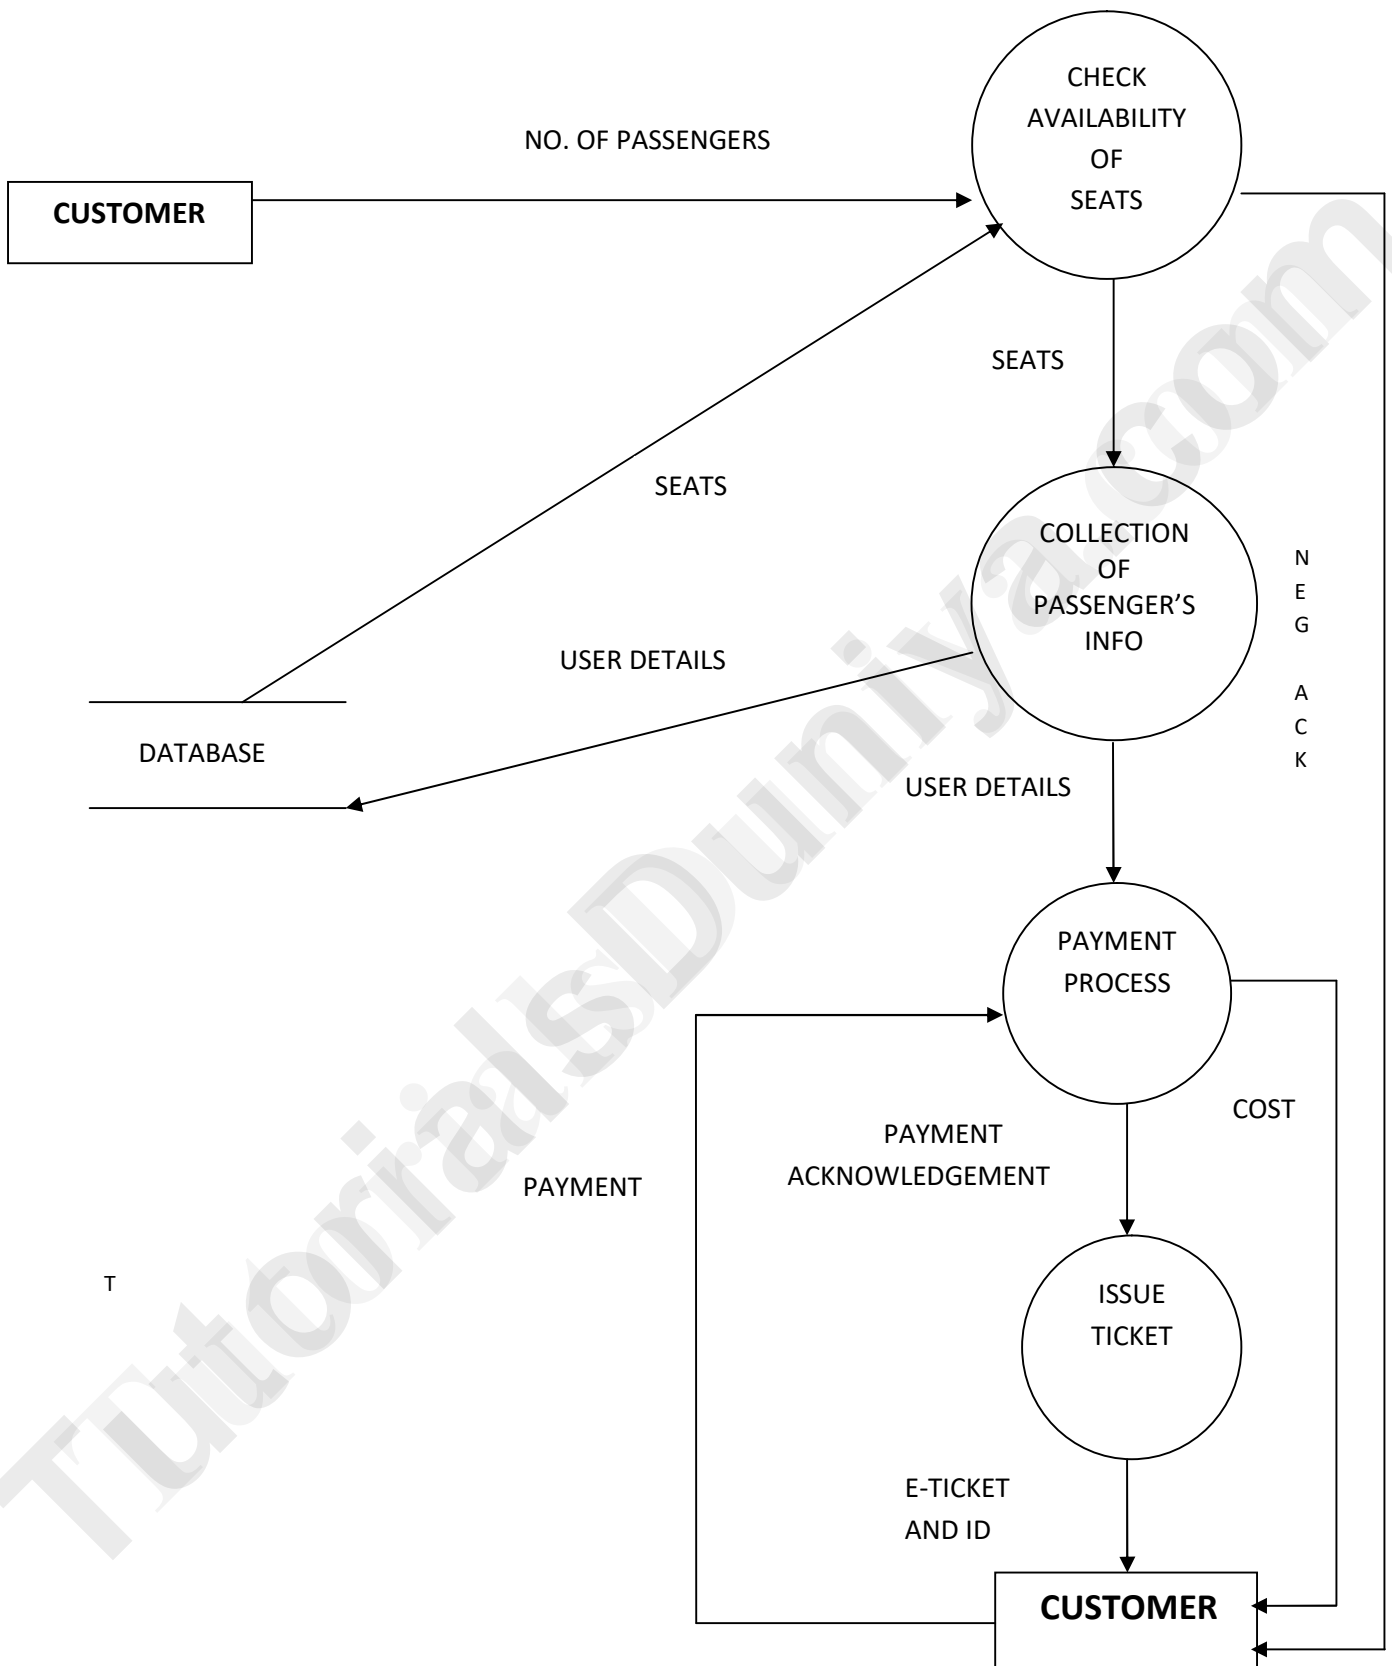 CHECK
AVAILABILITY
OF
SEATS
NO. OF PASSENGERS
CUSTOMER
SEATS
SEATS
COLLECTION
OF
PASSENGER’S
INFO
N
E
G
A
C
K
USER DETAILS
DATABASE
USER DETAILS
PAYMENT
PROCESS
COST
PAYMENT
ACKNOWLEDGEMENT
PAYMENT
T
ISSUE
TICKET
E-TICKET
AND ID
CUSTOMER
TutorialsDuniya.com